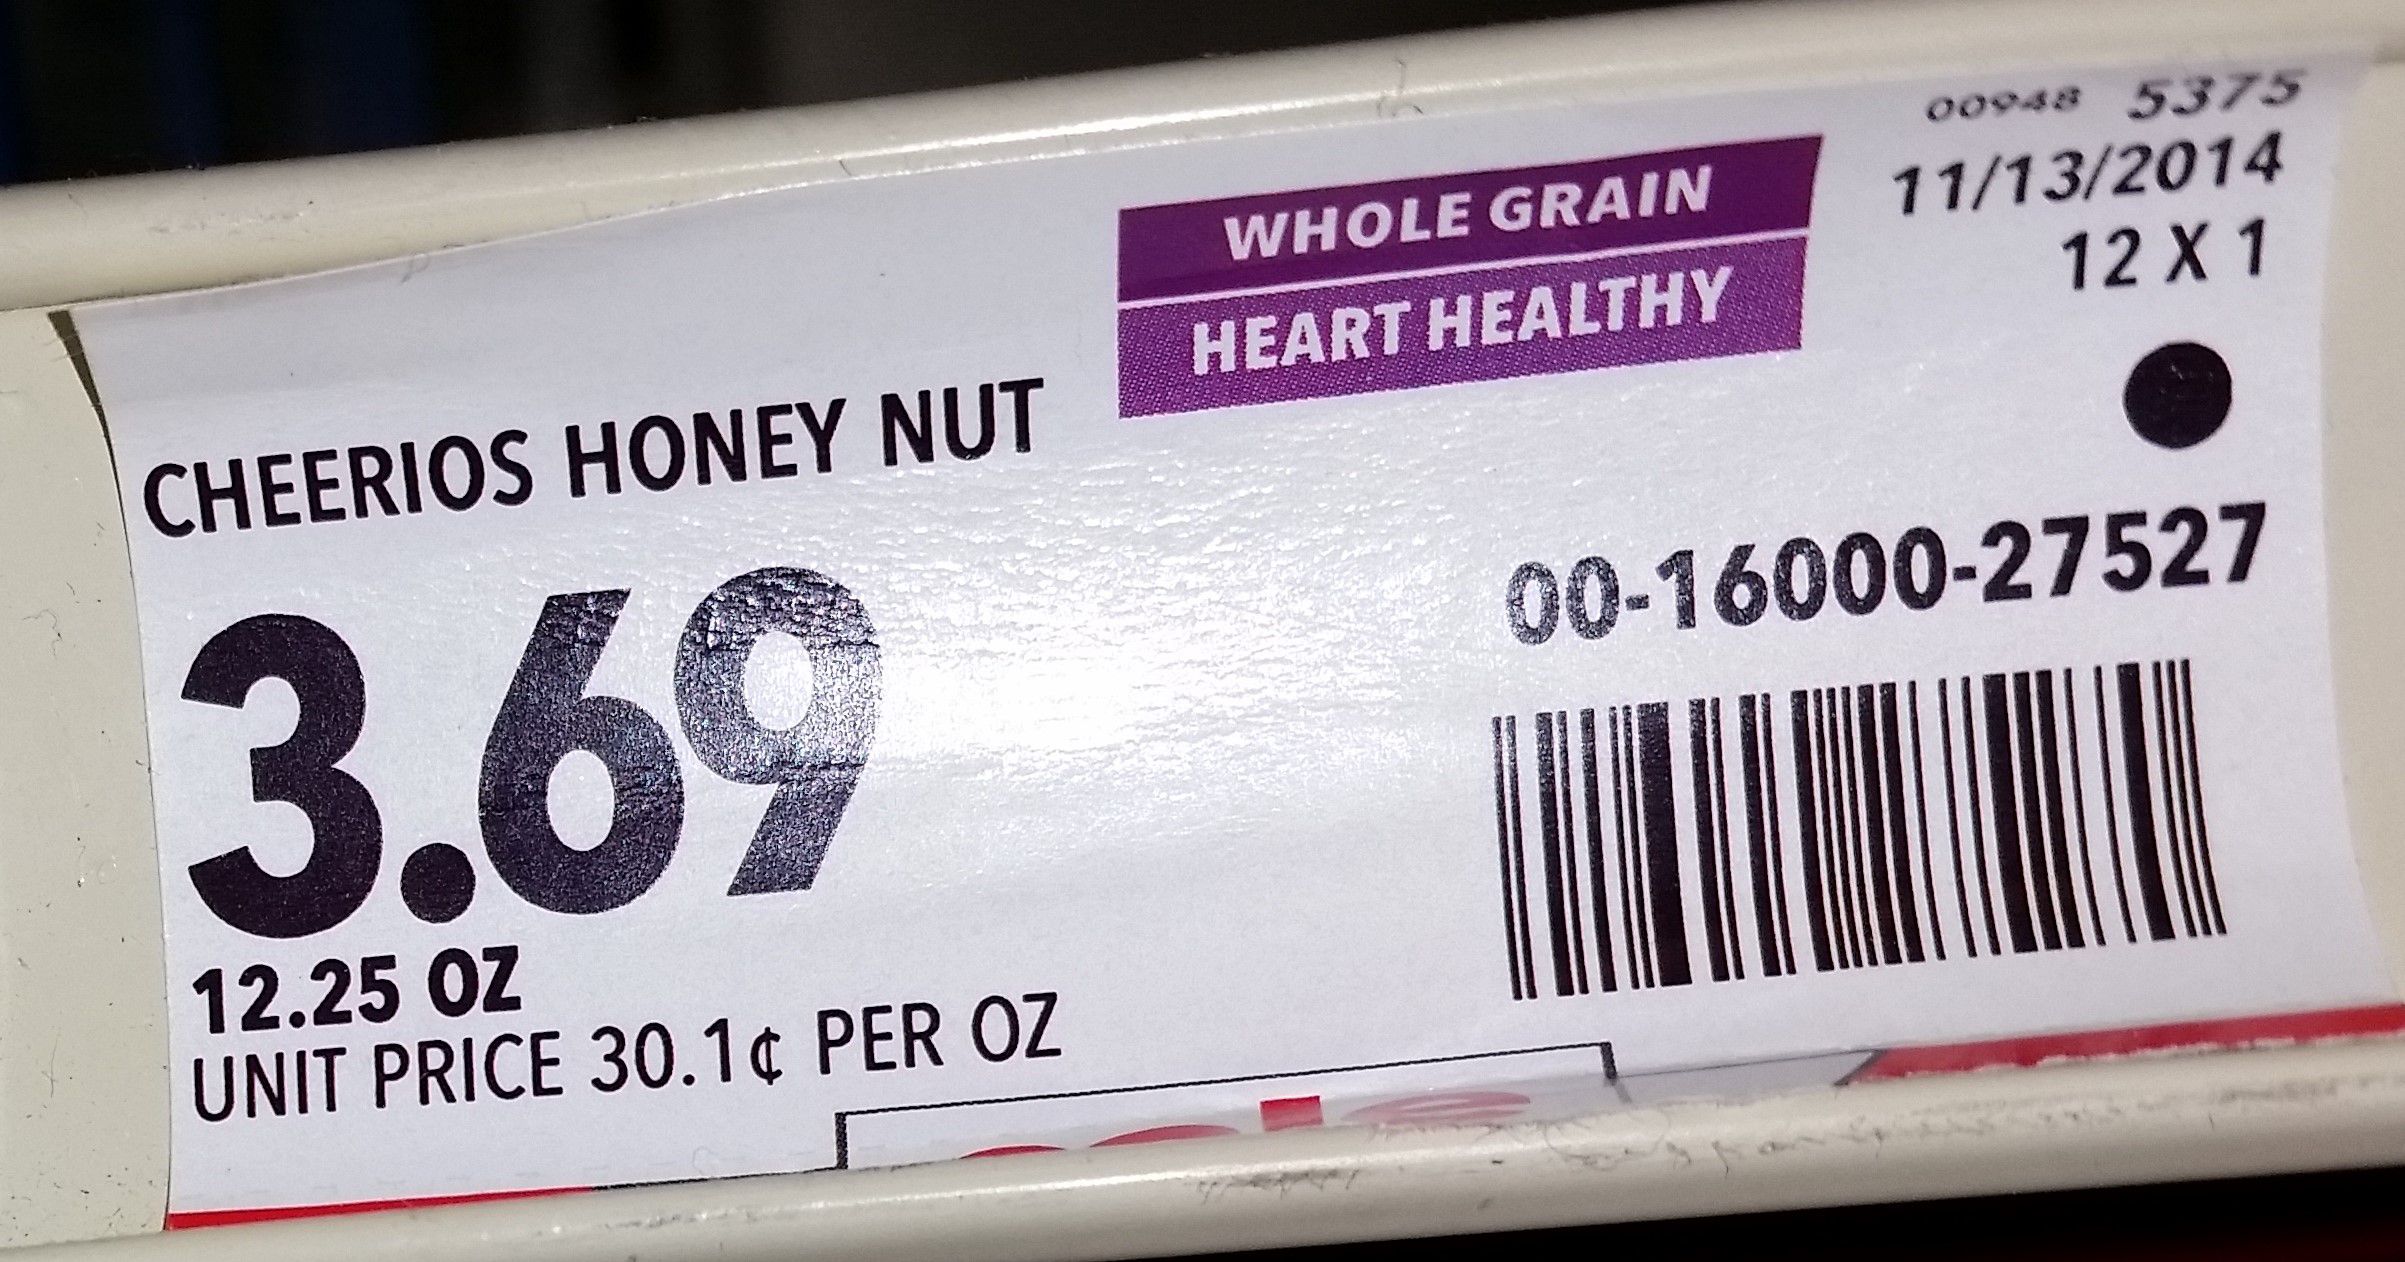 00948 5375
11/13/2014
12 X 1
WHOLE GRAIN
HEART HEALTHY
CHEERIOS HONEY NUT
3.69
12.25 OZ
UNIT PRICE 30.1¢ PER OZ
00-16000-27527
sale